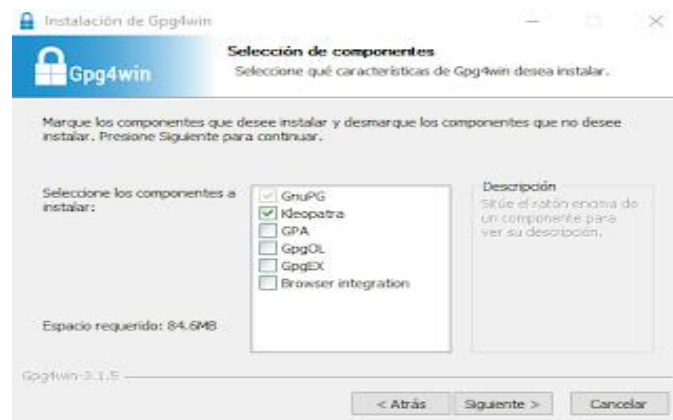 Instalación de Gpg4win
Gpg4win
Selección de componentes
Seleccione qué características de Gpg4win desea instalar.
Marque los componentes que desee instalar y desmarque los componentes que no desee
instalar. Presione Siguiente para continuar.
Seleccione los componentes a
instalar:
GnuPG
Kleopatra
GPA
GpgOL
GpgEX
Browser integration
Descripción
Sitúe el ratón encima de
un componente para
ver su descripción.
Espacio requerido: 84.6MB
Gpg4win-3.1.5
< Atrás
Siguiente >
Cancelar